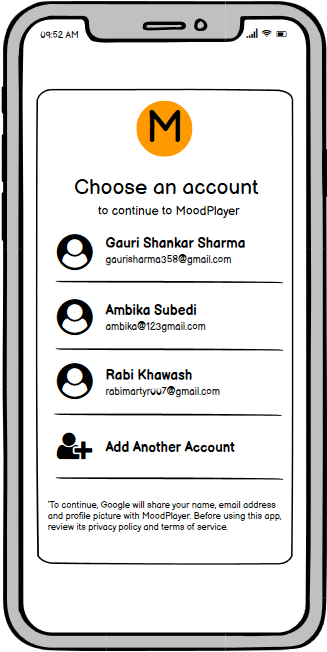 09:52 AM
M
Choose an account
to continue to MoodPlayer
Gauri Shankar Sharma
gaurisharma358@gmail.com
Ambika Subedi
ambika@123gmail.com
Rabi Khawash
rabimartyr007@gmail.com
Add Another Account
'To continue, Google will share your name, email address
and profile picture with MoodPlayer. Before using this app,
review its privacy policy and terms of service.